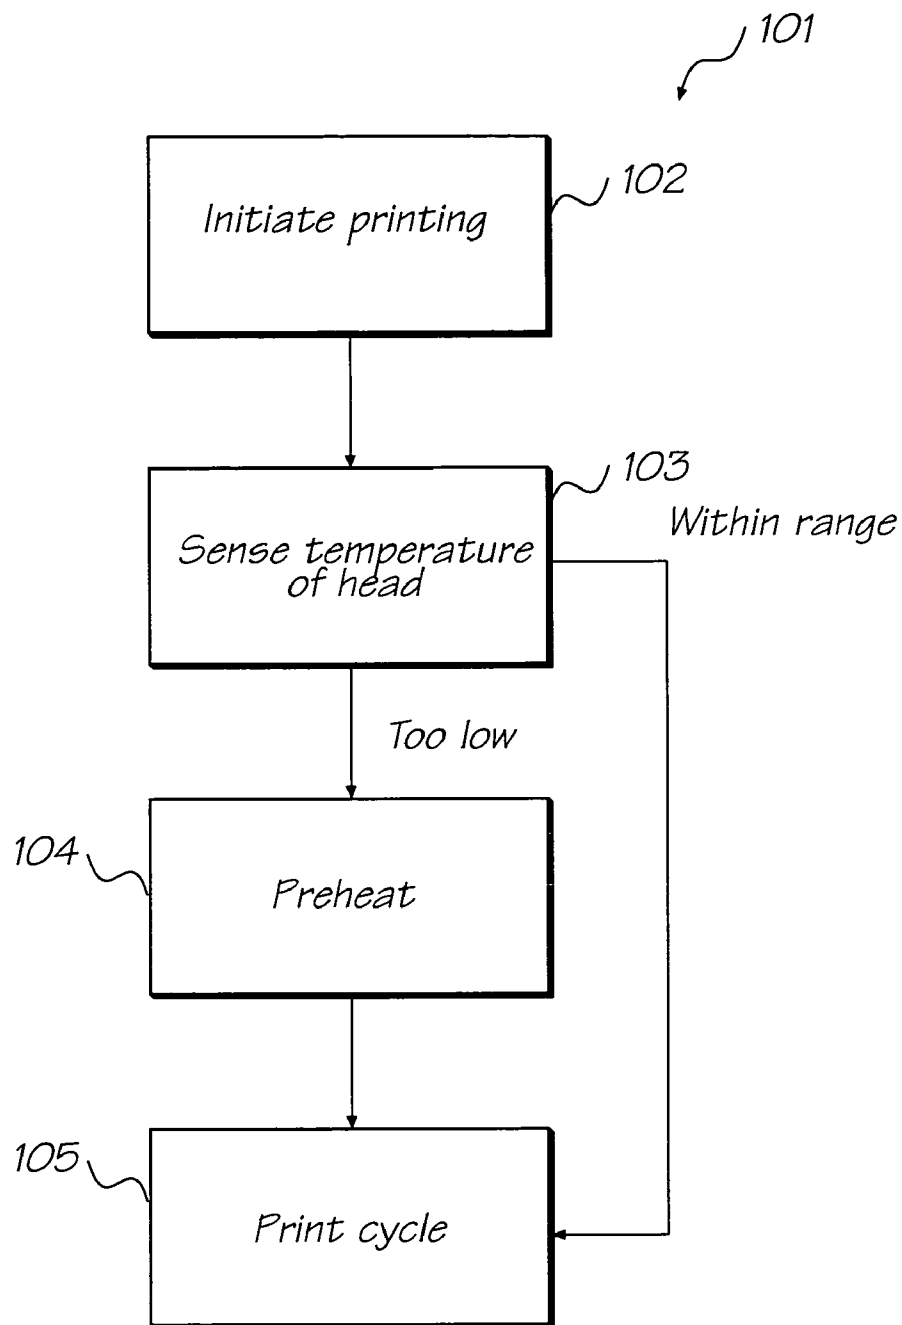 101
Initiate printing
102
103
Sense temperature
of head
Within range
Too low
104
Preheat
105
Print cycle